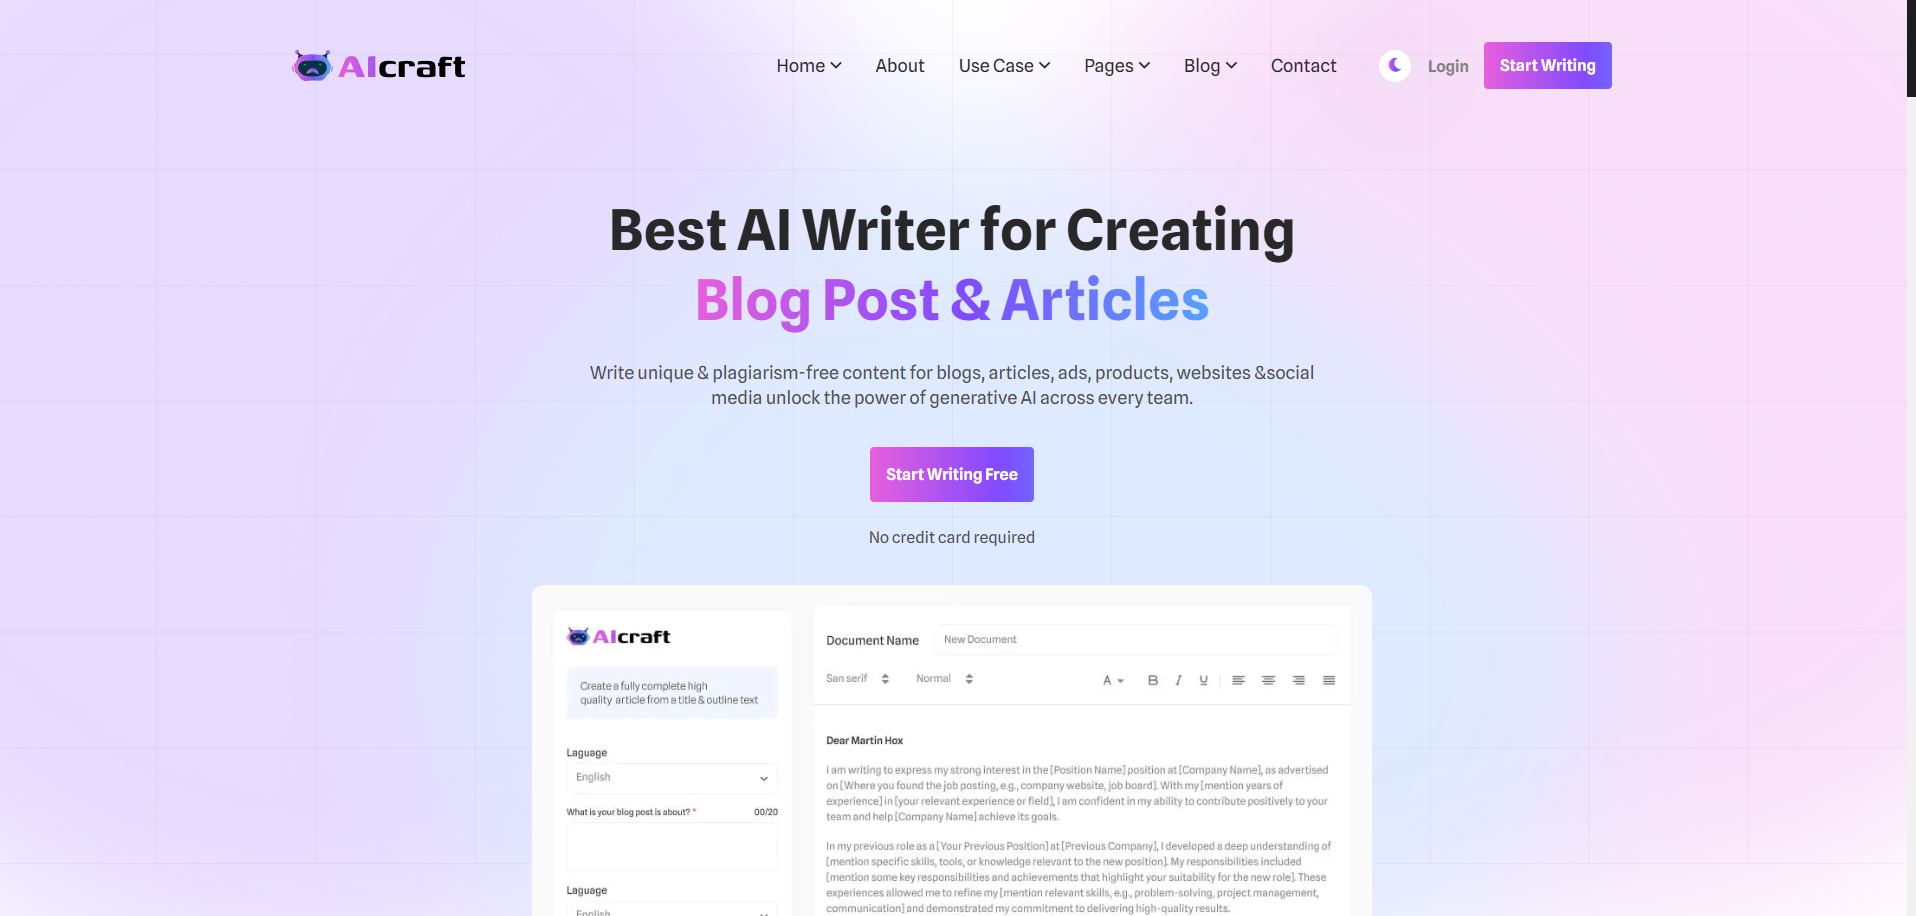 AIcraft
Home
About
Use Case
Pages
Blog
Contact
Login
Start Writing
Best AI Writer for Creating
Blog Post & Articles
Write unique & plagiarism-free content for blogs, articles, ads, products, websites &social
media unlock the power of generative AI across every team.
Start Writing Free
No credit card required
AIcraft
Create a fully complete high
quality article from a title & outline text
Laguage
English
What is your blog post is about? *
00/20
Laguage
English
Document Name
New Document
San serif
Normal
A
B
I
U
Dear Martin Hox
I am writing to express my strong interest in the [Position Name] position at [Company Name], as advertised
on [Where you found the job posting, e.g., company website, job board]. With my [mention years of
experience] in [your relevant experience or field], I am confident in my ability to contribute positively to your
team and help [Company Name] achieve its goals.
In my previous role as a [Your Previous Position] at [Previous Company], I developed a deep understanding of
[mention specific skills, tools, or knowledge relevant to the new position]. My responsibilities included
[mention some key responsibilities and achievements that highlight your suitability for the new role]. These
experiences allowed me to refine my [mention relevant skills, e.g., problem-solving, project management,
communication] and demonstrated my commitment to delivering high-quality results.